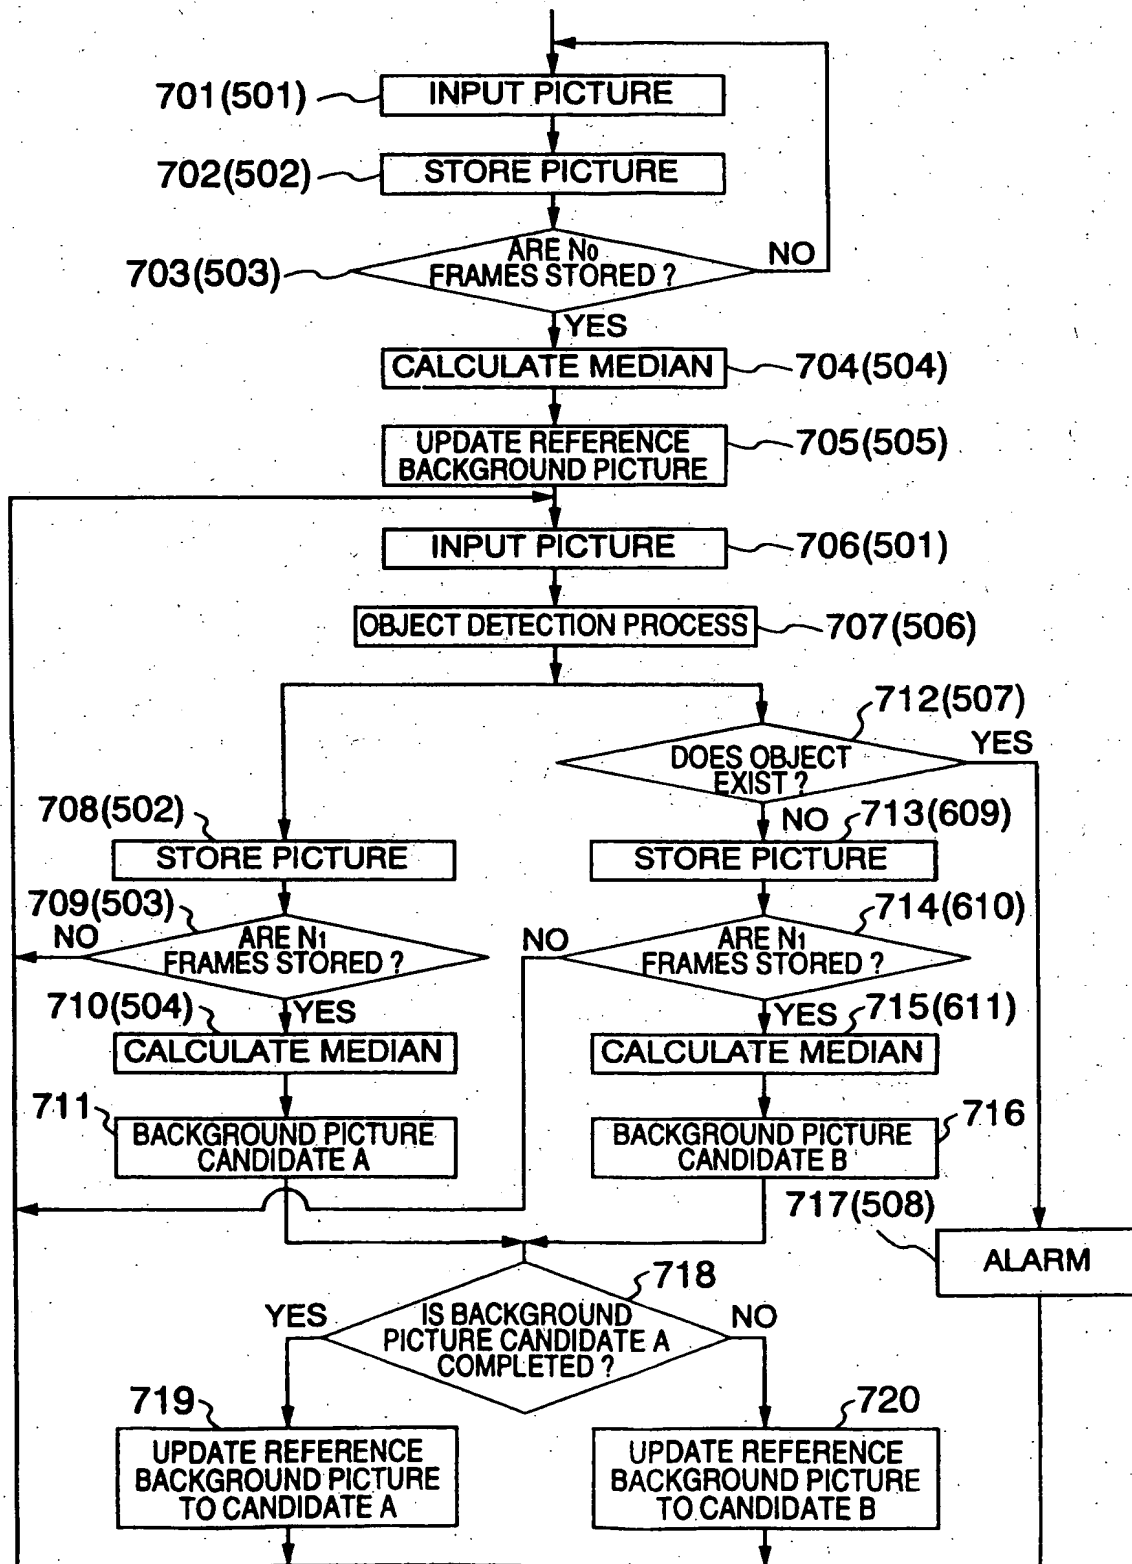 701(501)
INPUT PICTURE
702(502)
STORE PICTURE
703(503)
ARE N0
FRAMES STORED ?
NO
YES
CALCULATE MEDIAN
704(504)
UPDATE REFERENCE
BACKGROUND PICTURE
705(505)
INPUT PICTURE
706(501)
OBJECT DETECTION PROCESS
707(506)
712(507)
DOES OBJECT
EXIST ?
YES
NO
708(502)
STORE PICTURE
713(609)
STORE PICTURE
709(503)
NO
ARE N1
FRAMES STORED ?
YES
714(610)
NO
ARE N1
FRAMES STORED ?
YES
710(504)
CALCULATE MEDIAN
715(611)
CALCULATE MEDIAN
711
BACKGROUND PICTURE
CANDIDATE A
716
BACKGROUND PICTURE
CANDIDATE B
717(508)
ALARM
718
YES
IS BACKGROUND
PICTURE CANDIDATE A
COMPLETED ?
NO
719
UPDATE REFERENCE
BACKGROUND PICTURE
TO CANDIDATE A
720
UPDATE REFERENCE
BACKGROUND PICTURE
TO CANDIDATE B